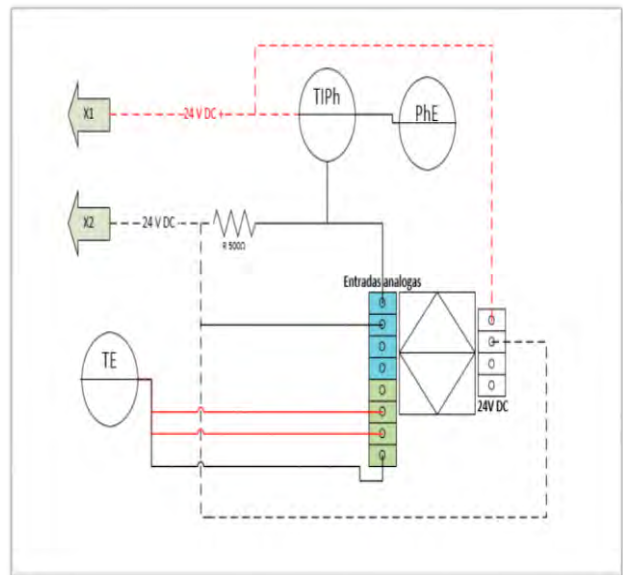 TIPh
PhE
X1
24 V DC +
X2
24 V DC -
R 500Ω
Entradas analogas
TE
24V DC